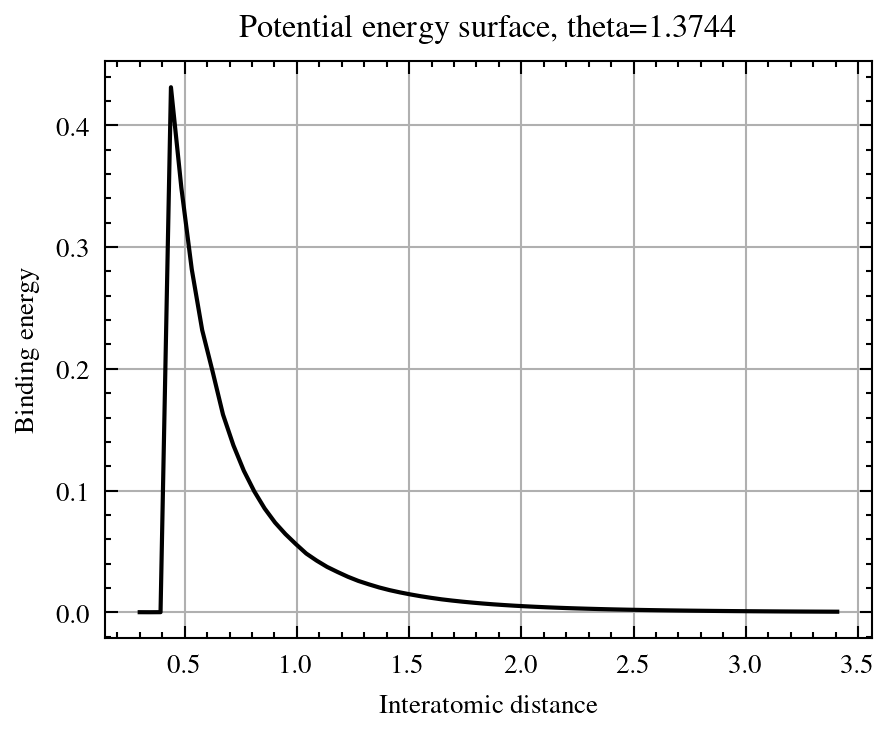 Potential energy surface, theta=1.3744
Binding energy
0.4
0.3
0.2
0.1
0.0
0.5 1.0 1.5 2.0 2.5 3.0 3.5
Interatomic distance